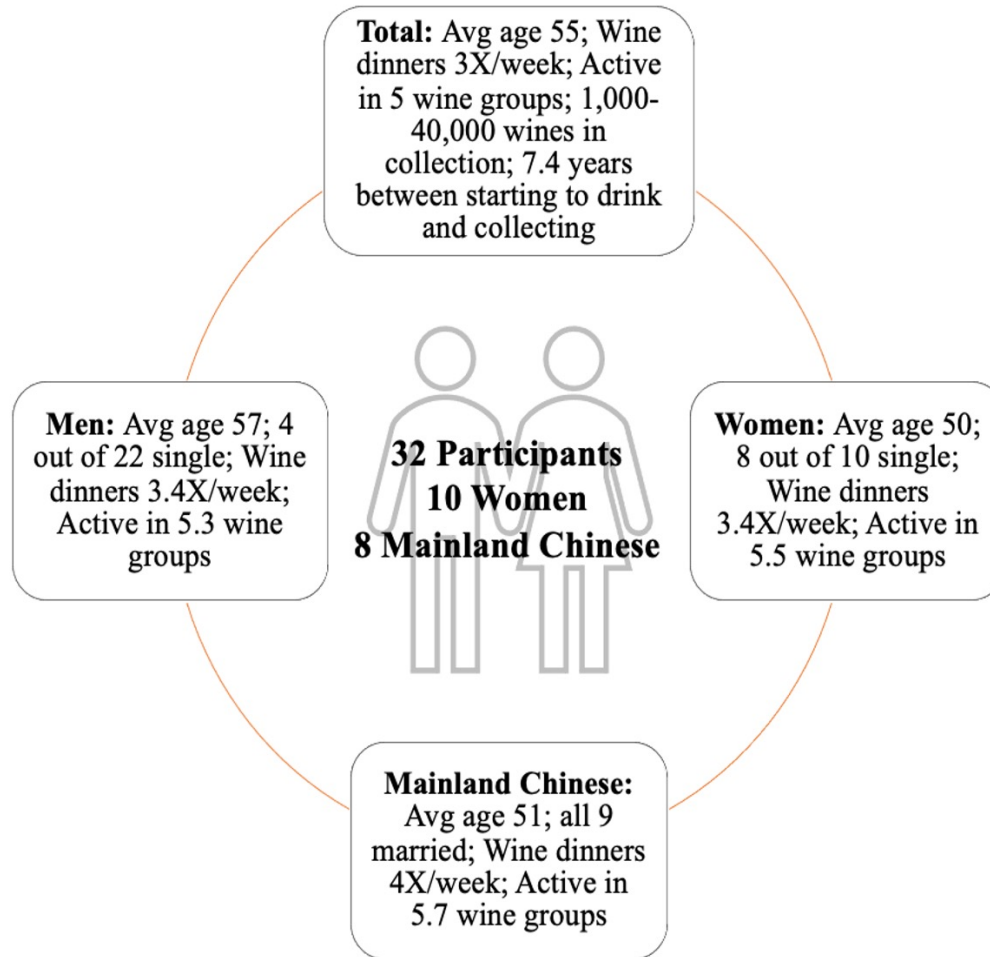 Total: Avg age 55; Wine
dinners 3X/week; Active
in 5 wine groups; 1,000-
40,000 wines in
collection; 7.4 years
between starting to drink
and collecting
Men: Avg age 57; 4
out of 22 single; Wine
dinners 3.4X/week;
Active in 5.3 wine
groups
32 Participants
10 Women
8 Mainland Chinese
Women: Avg age 50;
8 out of 10 single;
Wine dinners
3.4X/week; Active in
5.5 wine groups
Mainland Chinese:
Avg age 51; all 9
married; Wine dinners
4X/week; Active in
5.7 wine groups